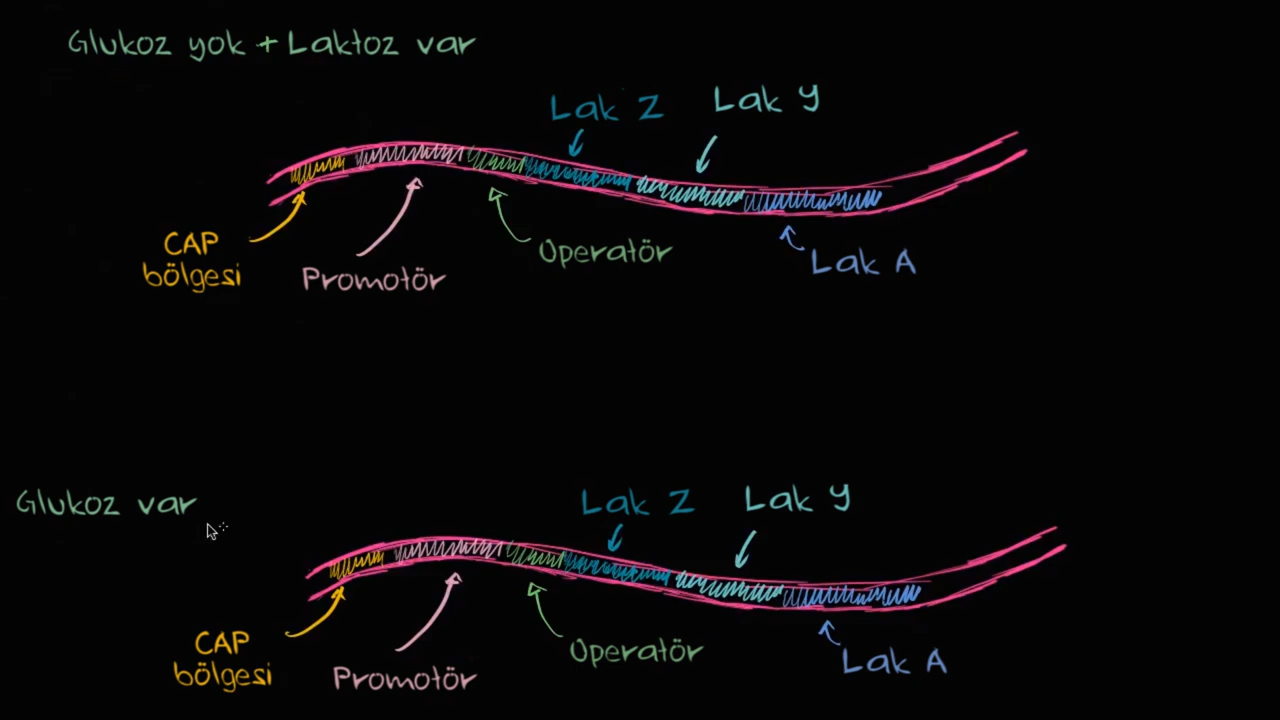 Glukoz yok + Laktoz var
Lak Z
Lak Y
CAP
bölgesi
Promotör
Operatör
Lak A
Glukoz var
Lak Z
Lak Y
CAP
bölgesi
Promotör
Operatör
Lak A